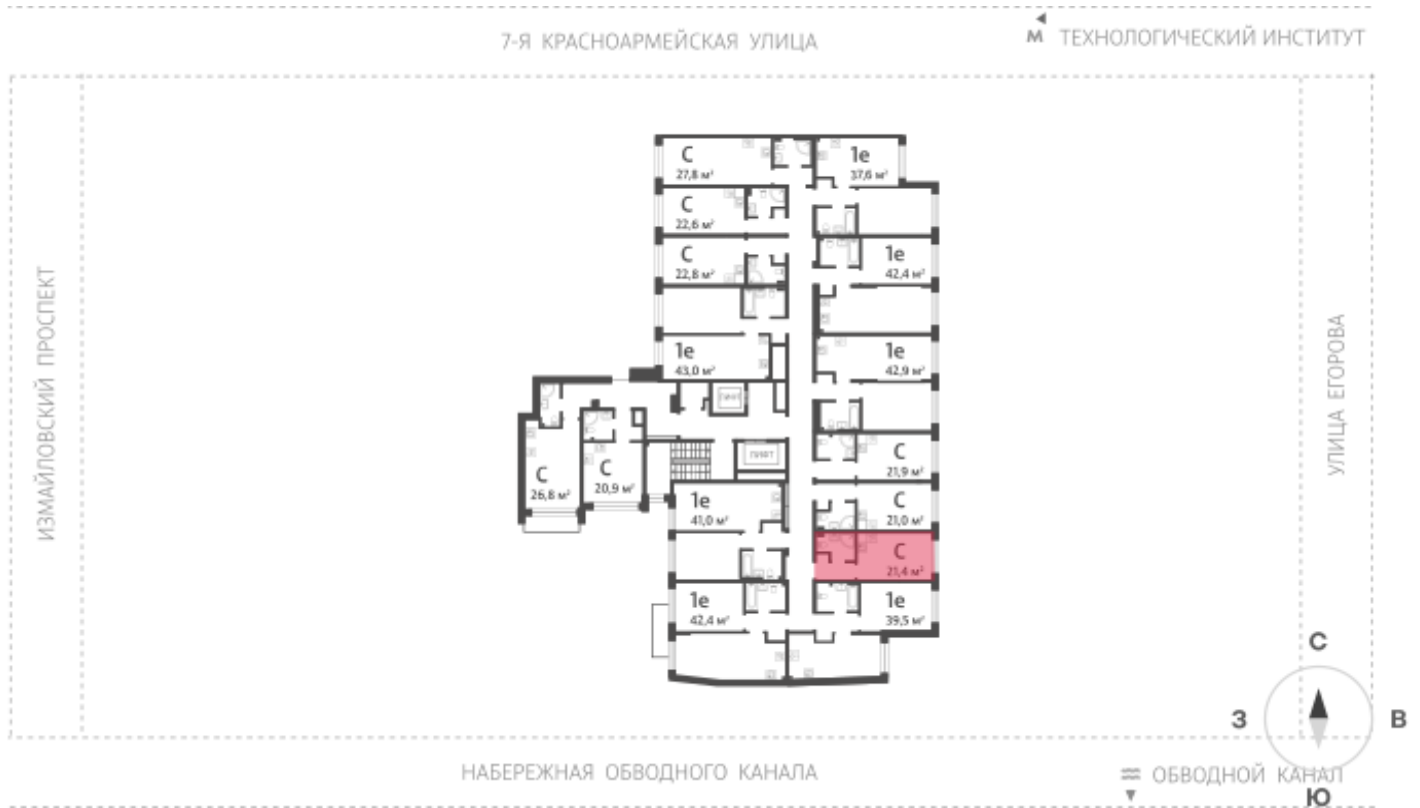 7-Я КРАСНОАРМЕЙСКАЯ УЛИЦА
М ТЕХНОЛОГИЧЕСКИЙ ИНСТИТУТ
ИЗМАЙЛОВСКИЙ ПРОСПЕКТ
С
27,8 м²
1е
37,6 м²
С
22,6 м²
С
22,8 м²
1е
42,4 м²
1е
43,0 м²
1е
42,9 м²
ЛИФТ
ЛИФТ
С
26,8 м²
С
20,9 м²
С
21,9 м²
1е
41,0 м²
С
21,0 м²
С
21,4 м²
1е
42,4 м²
1е
39,5 м²
УЛИЦА ЕГОРОВА
С
З
В
Ю
НАБЕРЕЖНАЯ ОБВОДНОГО КАНАЛА
ОБВОДНОЙ КАНАЛ